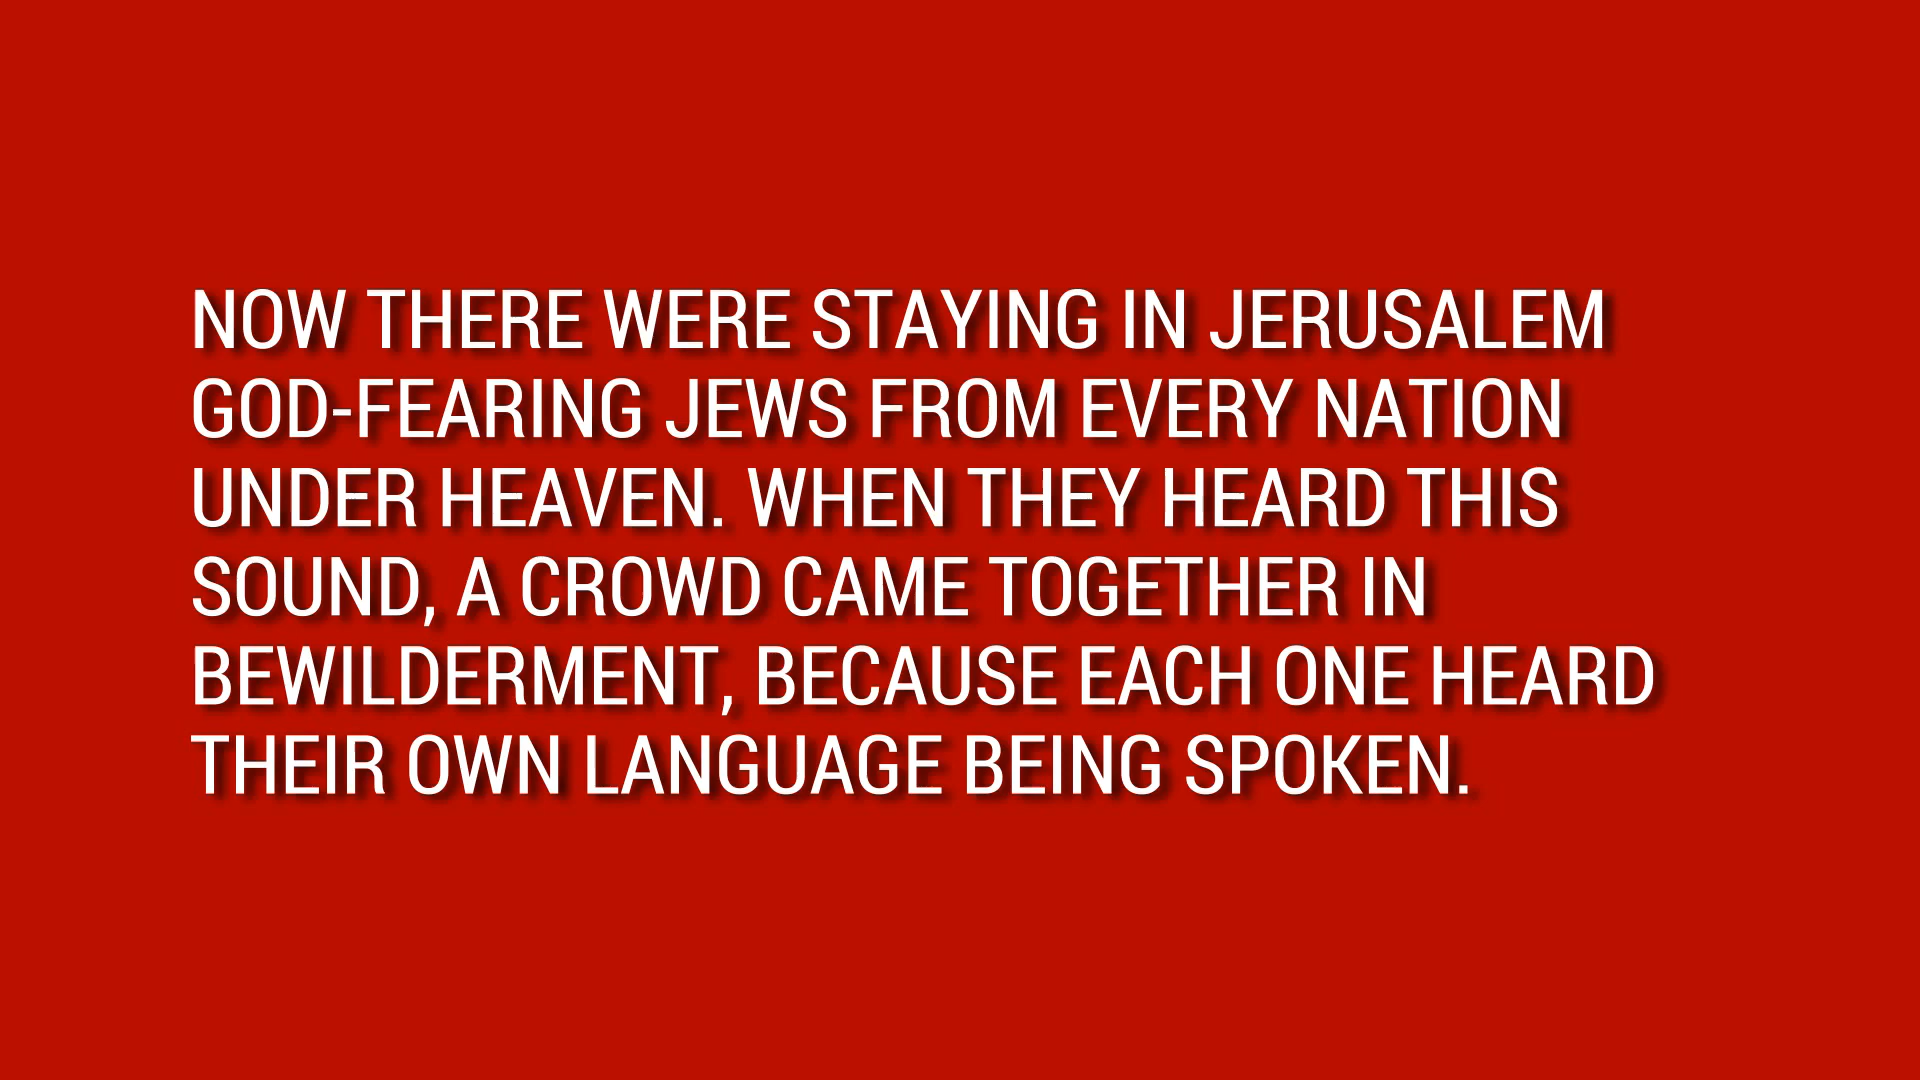 NOW THERE WERE STAYING IN JERUSALEM
GOD-FEARING JEWS FROM EVERY NATION
UNDER HEAVEN. WHEN THEY HEARD THIS
SOUND, A CROWD CAME TOGETHER IN
BEWILDERMENT, BECAUSE EACH ONE HEARD
THEIR OWN LANGUAGE BEING SPOKEN.